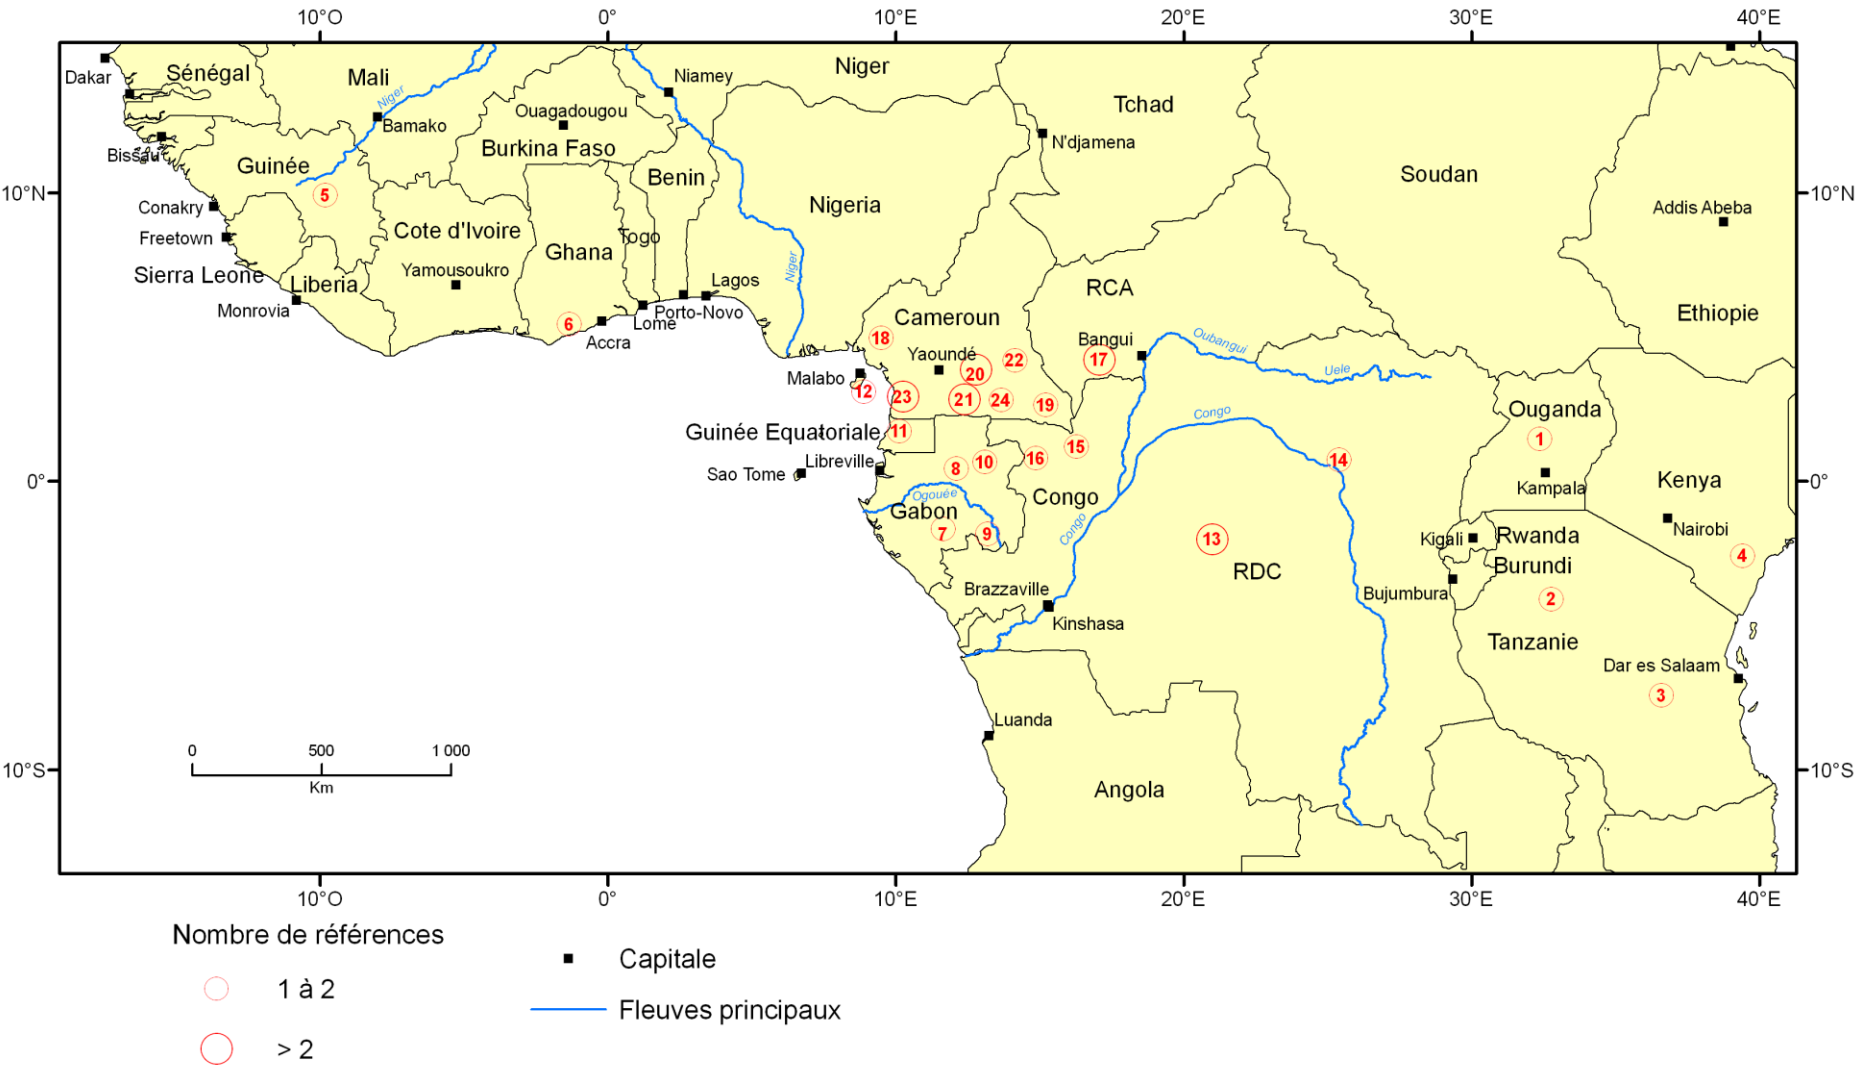 10°O 0° 10°E 20°E 30°E 40°E
Dakar
Sénégal
Mali
Niger
Niamey
Niger
Tchad
Ouagadougou
Bamako
N'djamena
Bissau
Burkina Faso
Guinée
Benin
Soudan
10°N
5
Nigeria
10°N
Conakry
Addis Abeba
Freetown
Cote d'Ivoire
Togo
Ghana
Niger
Sierra Leone
Liberia
Yamousoukro
Lagos
RCA
Monrovia
Porto-Novo
Ethiopie
6
Lome
Cameroun
Accra
18
Bangui
Oubangui
Yaoundé
22
17
Uele
Malabo
20
12
23
21
24
19
Congo
Ouganda
Guinée Equatoriale
11
1
15
Libreville
8
10
16
14
Sao Tome
0°
0°
Kampala
Kenya
Ogouée
Congo
Gabon
7
9
Congo
13
Nairobi
Kigali
Rwanda
4
RDC
Burundi
Brazzaville
Bujumbura
2
Kinshasa
Tanzanie
Dar es Salaam
3
Luanda
0 500 1 000
Km
10°S
10°S
Angola
10°O 0° 10°E 20°E 30°E 40°E
Nombre de références
Capitale
1 à 2
Fleuves principaux
> 2